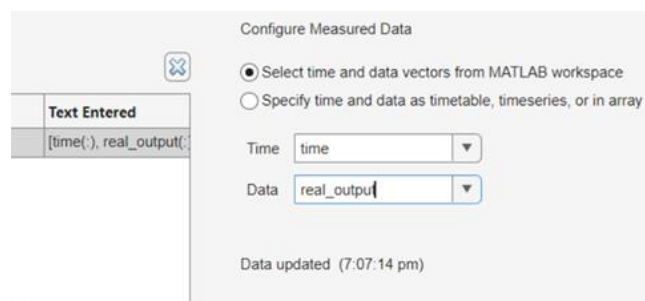 Configure Measured Data
Select time and data vectors from MATLAB workspace
Specify time and data as timetable, timeseries, or in array
Text Entered
[time(:), real_output(:
Time time
Data real_output
Data updated (7:07:14 pm)